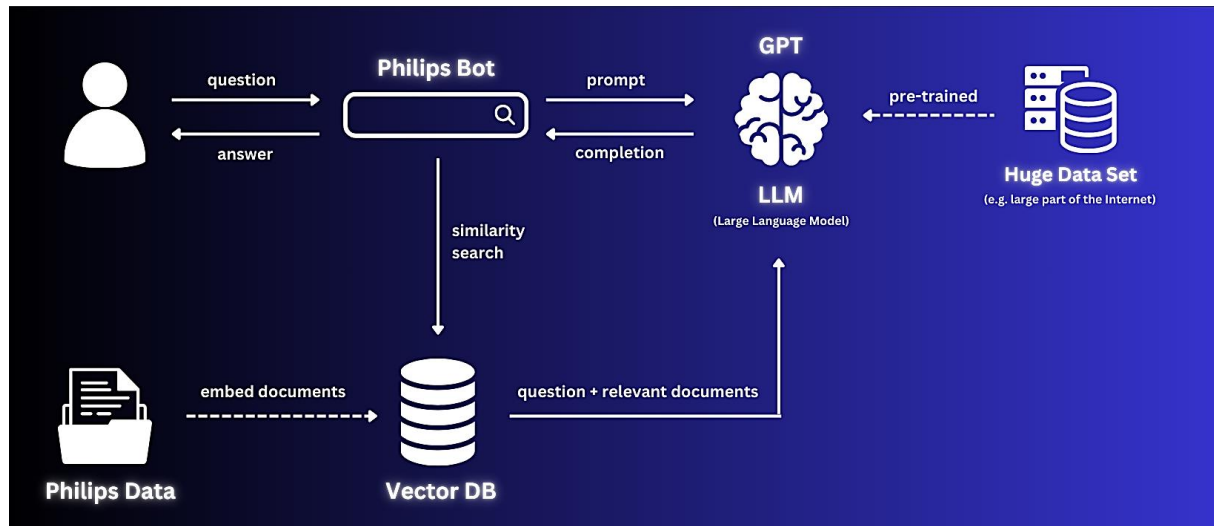 GPT
Philips Bot
question
prompt
pre-trained
answer
completion
Huge Data Set
(e.g. large part of the Internet)
LLM
(Large Language Model)
similarity
search
embed documents
question + relevant documents
Philips Data
Vector DB